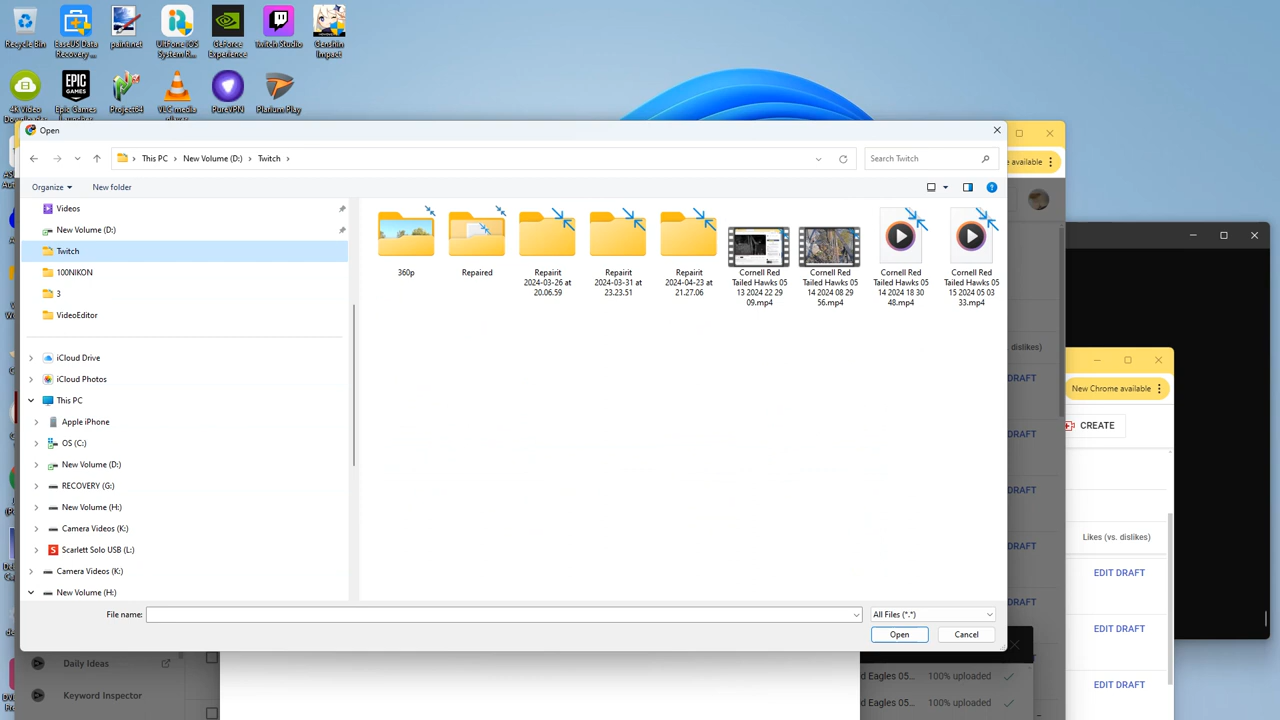 Recycle Bin
EaseUS Data
Recovery ...
paint.net
UltFone iOS
System R...
GeForce
Experience
Twitch Studio
Genshin
Impact
4K Video
Epic Games
Project64
VLC media
PureVPN
Plarium Play
Open
This PC
New Volume (D:)
Twitch
Search Twitch
e available
Organize
New folder
Videos
New Volume (D:)
Twitch
100NIKON
3
VideoEditor
iCloud Drive
iCloud Photos
This PC
Apple iPhone
OS (C:)
New Volume (D:)
RECOVERY (G:)
New Volume (H:)
Camera Videos (K:)
Scarlett Solo USB (L:)
Camera Videos (K:)
New Volume (H:)
360p
Repaired
Repairit
2024-03-26 at
20.06.59
Repairit
2024-03-31 at
23.23.51
Repairit
2024-04-23 at
21.27.06
Cornell Red
Tailed Hawks 05
13 2024 22 29
09.mp4
Cornell Red
Tailed Hawks 05
14 2024 08 29
56.mp4
Cornell Red
Tailed Hawks 05
14 2024 18 30
48.mp4
Cornell Red
Tailed Hawks 05
15 2024 05 03
33.mp4
File name:
All Files (*.*)
Open
Cancel
dislikes)
DRAFT
DRAFT
DRAFT
DRAFT
DRAFT
New Chrome available
CREATE
Likes (vs. dislikes)
EDIT DRAFT
EDIT DRAFT
EDIT DRAFT
Daily Ideas
Keyword Inspector
d Eagles 05...
100% uploaded
d Eagles 05...
100% uploaded